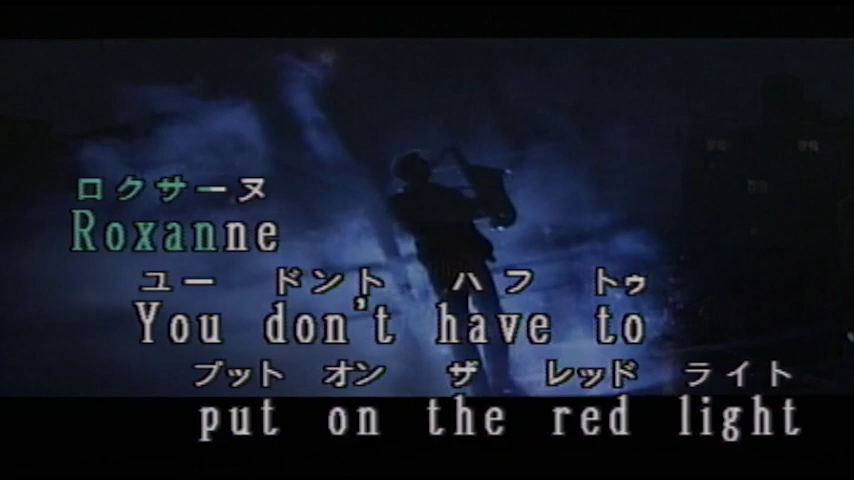 ロクサーヌ
Roxanne
ユー ドント ハフ トゥ
You don't have to
プット オン ザ レッド ライト
put on the red light